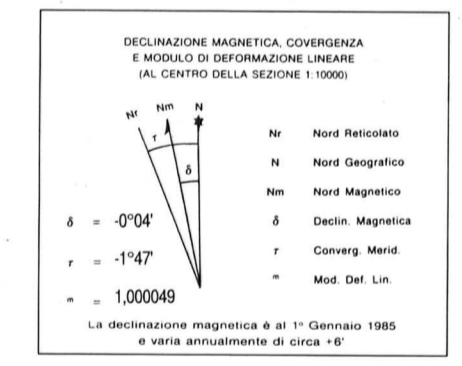 DECLINAZIONE MAGNETICA, COVERGENZA
E MODULO DI DEFORMAZIONE LINEARE
(AL CENTRO DELLA SEZIONE 1:10000)
Nr Nm N
τ
δ
Nr Nord Reticolato
N Nord Geografico
Nm Nord Magnetico
δ Declin. Magnetica
τ Converg. Merid.
m Mod. Def. Lin.
δ = -0°04'
τ = -1°47'
m = 1,000049
La declinazione magnetica è al 1° Gennaio 1985
e varia annualmente di circa +6'